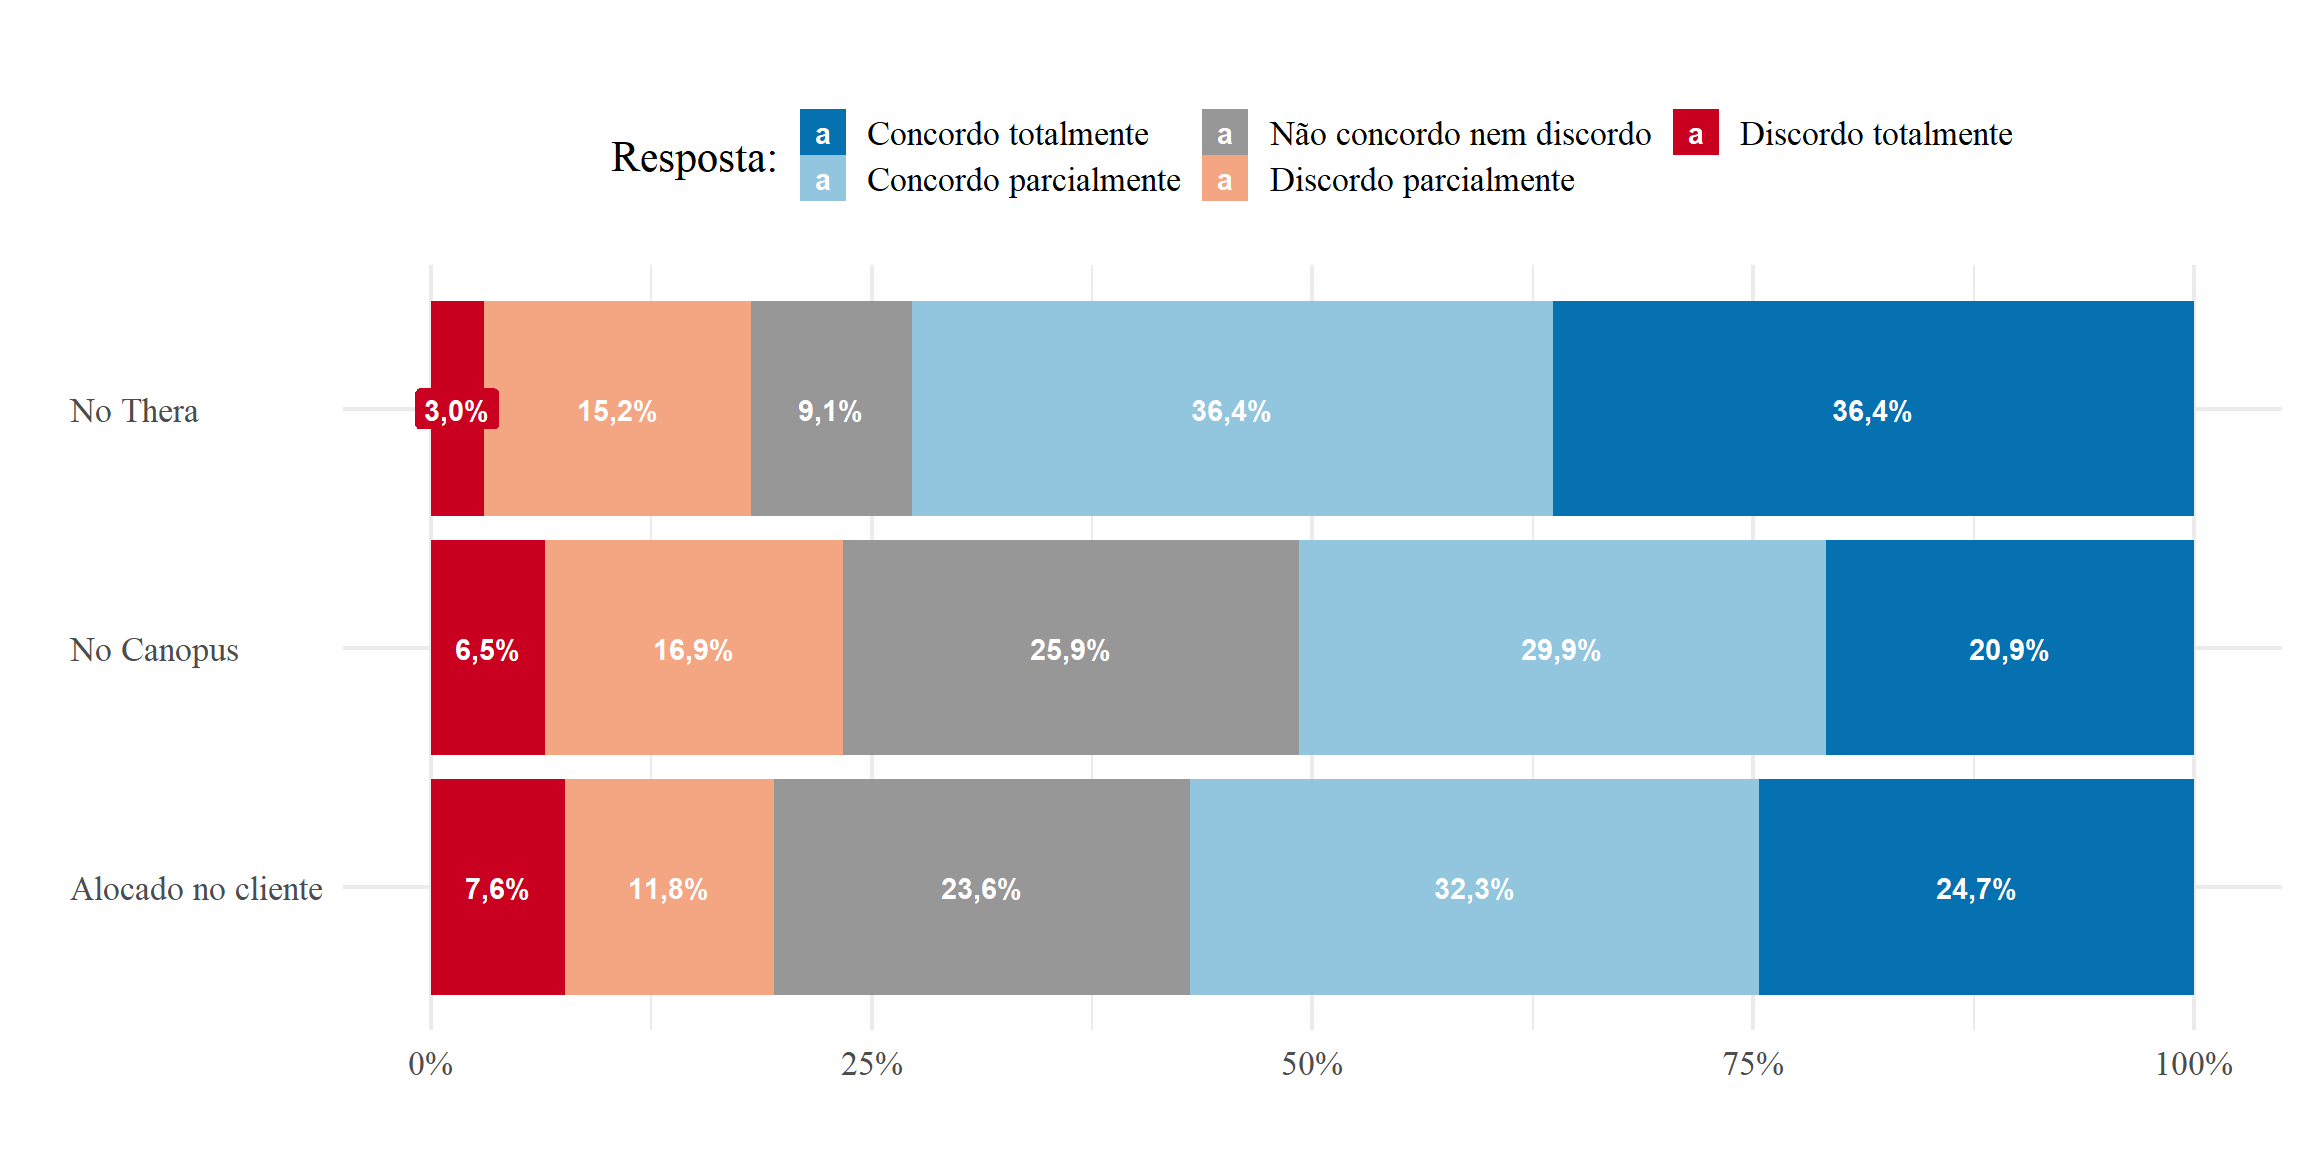 Resposta:
a Concordo totalmente
a Não concordo nem discordo
a Discordo totalmente
a Concordo parcialmente
a Discordo parcialmente
No Thera
3,0% 15,2% 9,1% 36,4% 36,4%
No Canopus
6,5% 16,9% 25,9% 29,9% 20,9%
Alocado no cliente
7,6% 11,8% 23,6% 32,3% 24,7%
0% 25% 50% 75% 100%